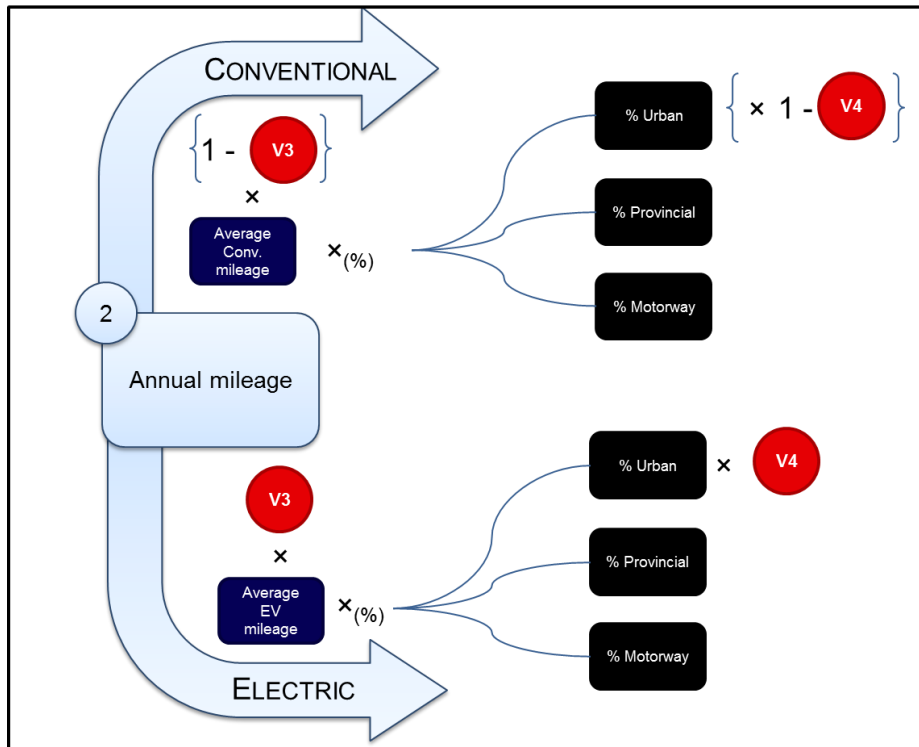 CONVENTIONAL
{1 - V3}
×
Average
Conv.
mileage
×(%)
% Urban
{× 1 - V4}
% Provincial
% Motorway
2
Annual mileage
V3
×
Average
EV
mileage
×(%)
% Urban
× V4
% Provincial
% Motorway
ELECTRIC